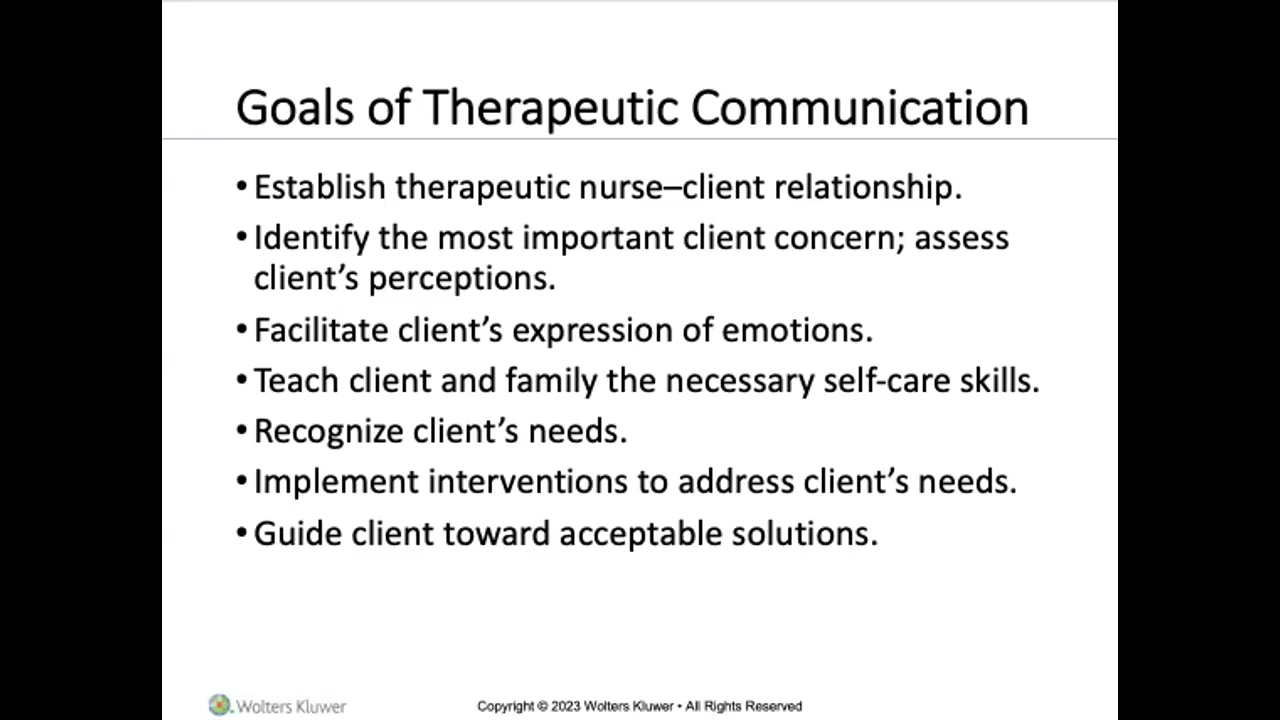 Goals of Therapeutic Communication
• Establish therapeutic nurse–client relationship.
• Identify the most important client concern; assess
client’s perceptions.
• Facilitate client’s expression of emotions.
• Teach client and family the necessary self-care skills.
• Recognize client’s needs.
• Implement interventions to address client’s needs.
• Guide client toward acceptable solutions.
Wolters Kluwer
Copyright © 2023 Wolters Kluwer • All Rights Reserved